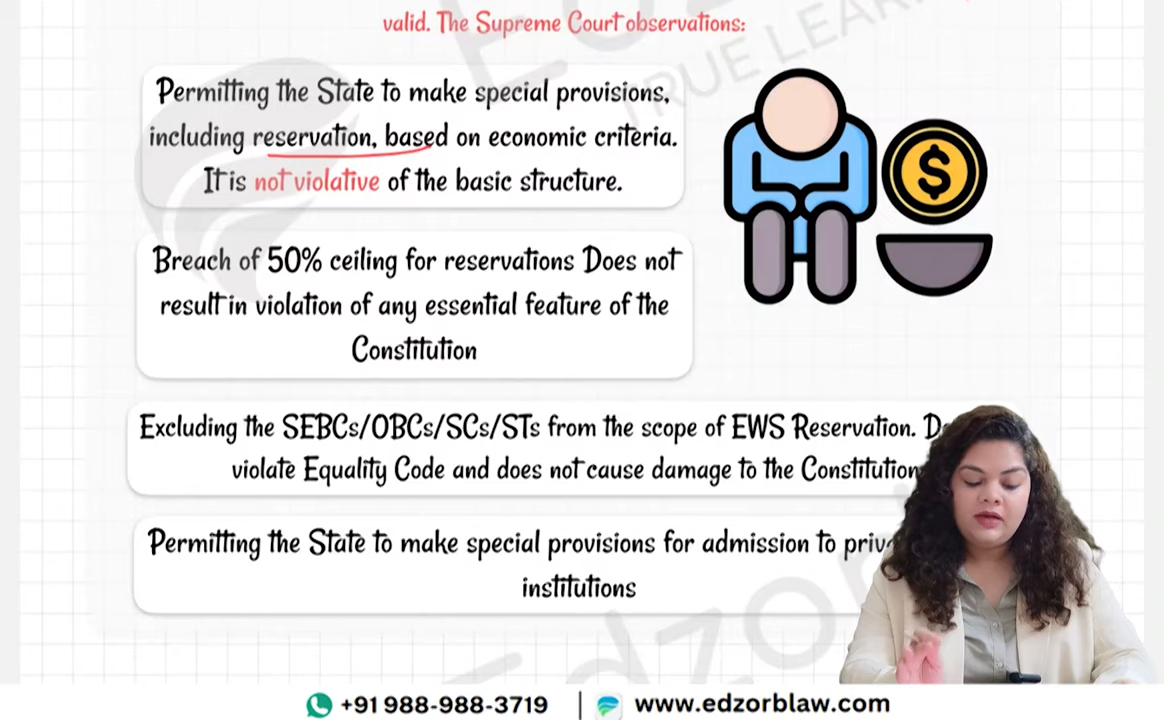 valid. The Supreme Court observations:
Permitting the State to make special provisions,
including reservation, based on economic criteria.
It is not violative of the basic structure.
Breach of 50% ceiling for reservations Does not
result in violation of any essential feature of the
Constitution
Excluding the SEBCs/OBCs/SCs/STs from the scope of EWS Reservation.
violate Equality Code and does not cause damage to the Constitution
Permitting the State to make special provisions for admission to
institutions
Edzorb
TRUE LEARN
$
+91 988-988-3719 | www.edzorblaw.com